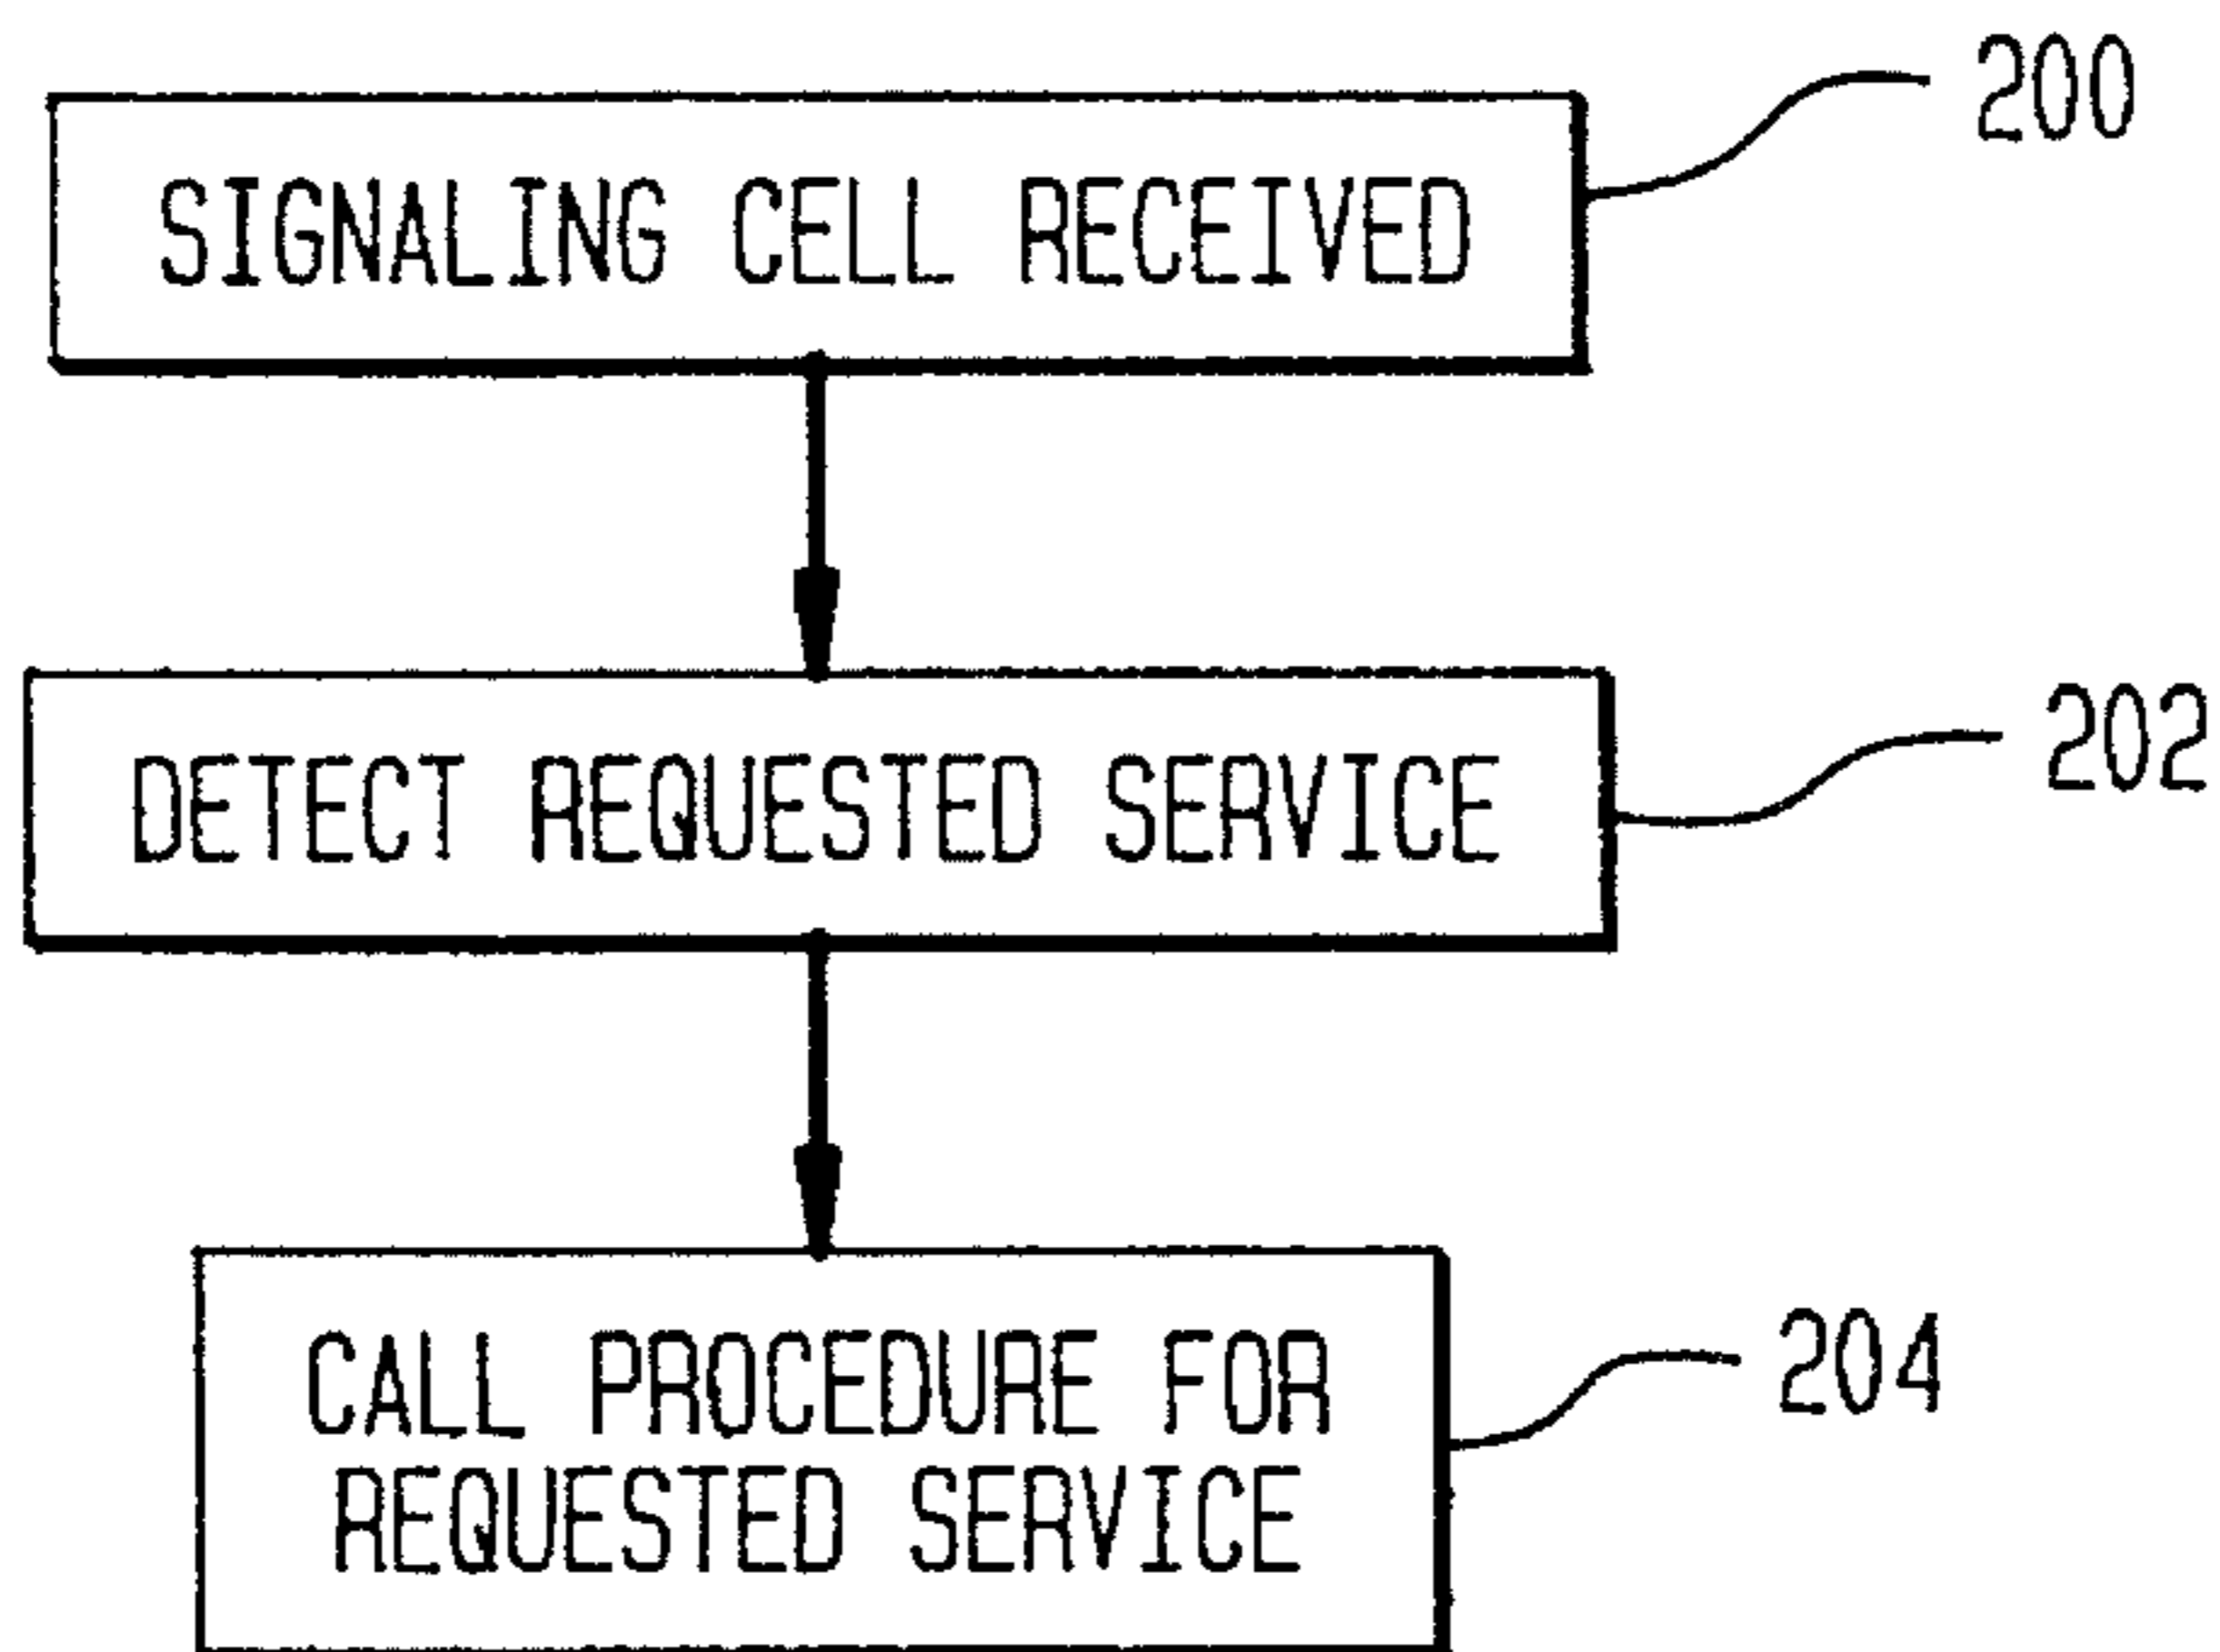 200
SIGNALING CELL RECEIVED
202
DETECT REQUESTED SERVICE
204
CALL PROCEDURE FOR
REQUESTED SERVICE